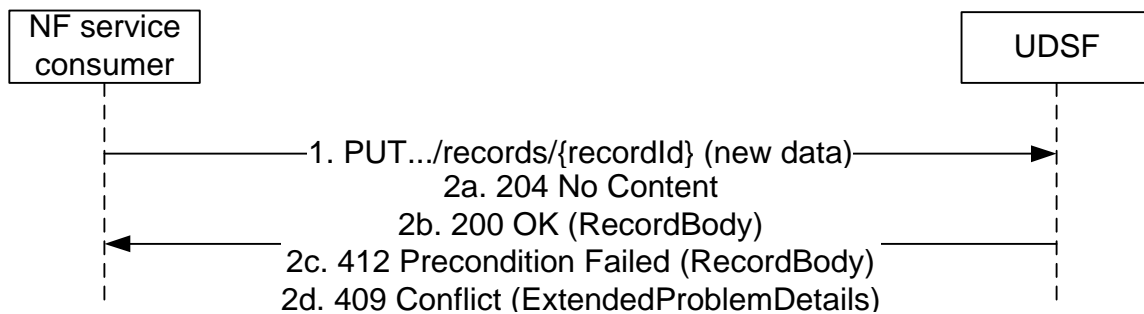 NF service
consumer
UDSF
1. PUT.../records/{recordId} (new data)
2a. 204 No Content
2b. 200 OK (RecordBody)
2c. 412 Precondition Failed (RecordBody)
2d. 409 Conflict (ExtendedProblemDetails)